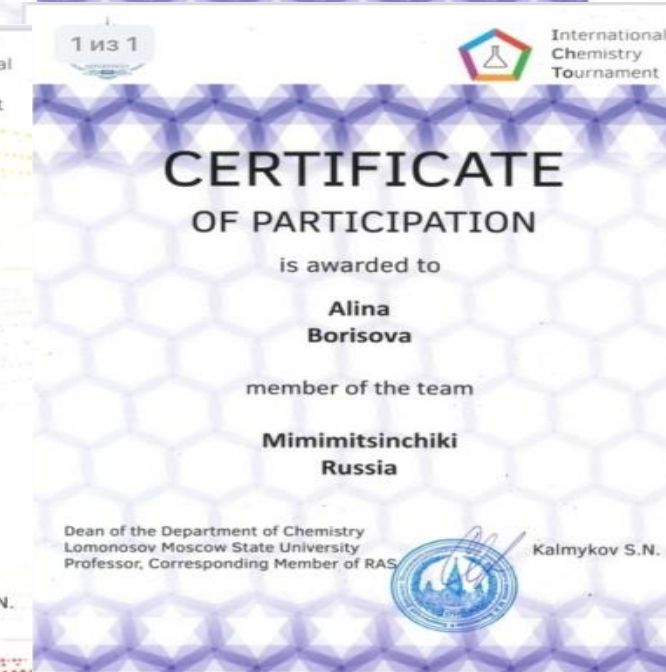 1 из 1
International
Chemistry
Tournament
CERTIFICATE
OF PARTICIPATION
is awarded to
Alina
Borisova
member of the team
Mimimitsinchiki
Russia
Dean of the Department of Chemistry
Lomonosov Moscow State University
Professor, Corresponding Member of RAS
Kalmykov S.N.
al
t
N.